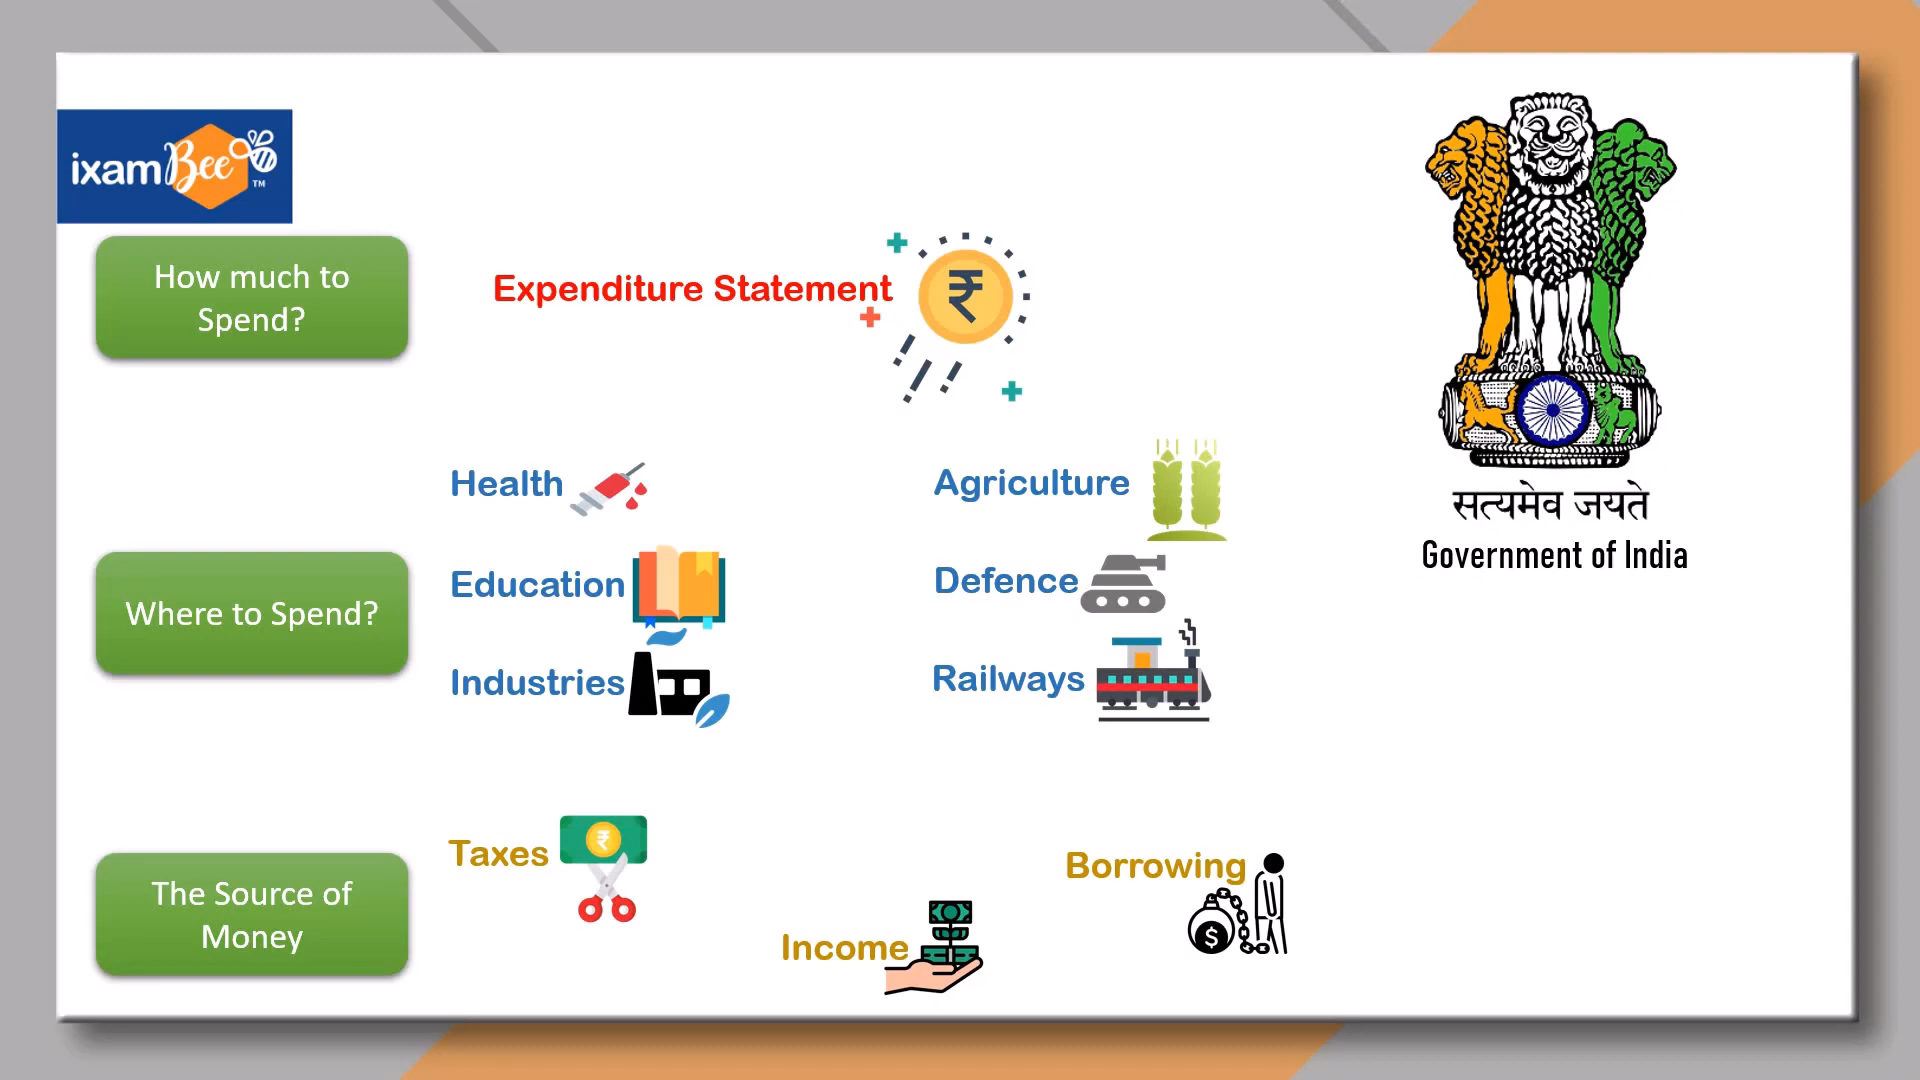 ixamBee™
How much to
Spend?
Expenditure Statement
₹
Health
Agriculture
Education
Defence
Where to Spend?
Industries
Railways
सत्यमेव जयते
Government of India
Taxes
₹
The Source of
Money
Income
Borrowing
$